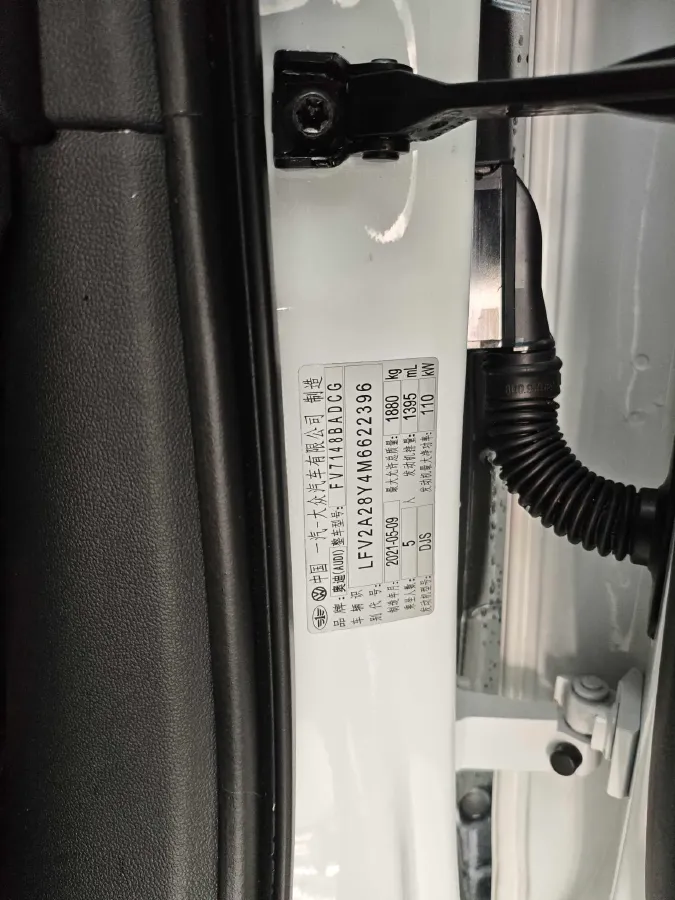 中国 一汽-大众汽车有限公司 制造
品牌:奥迪(AUDI) 整车型号: FV7148BADCG
车辆识别代号: LFV2A28Y4M6622396
制造年月: 2021-05-09 最大允许总质量: 1880 kg
乘坐人数: 5 人 发动机排量: 1395 mL
发动机型号: DJS 发动机最大净功率: 110 kW